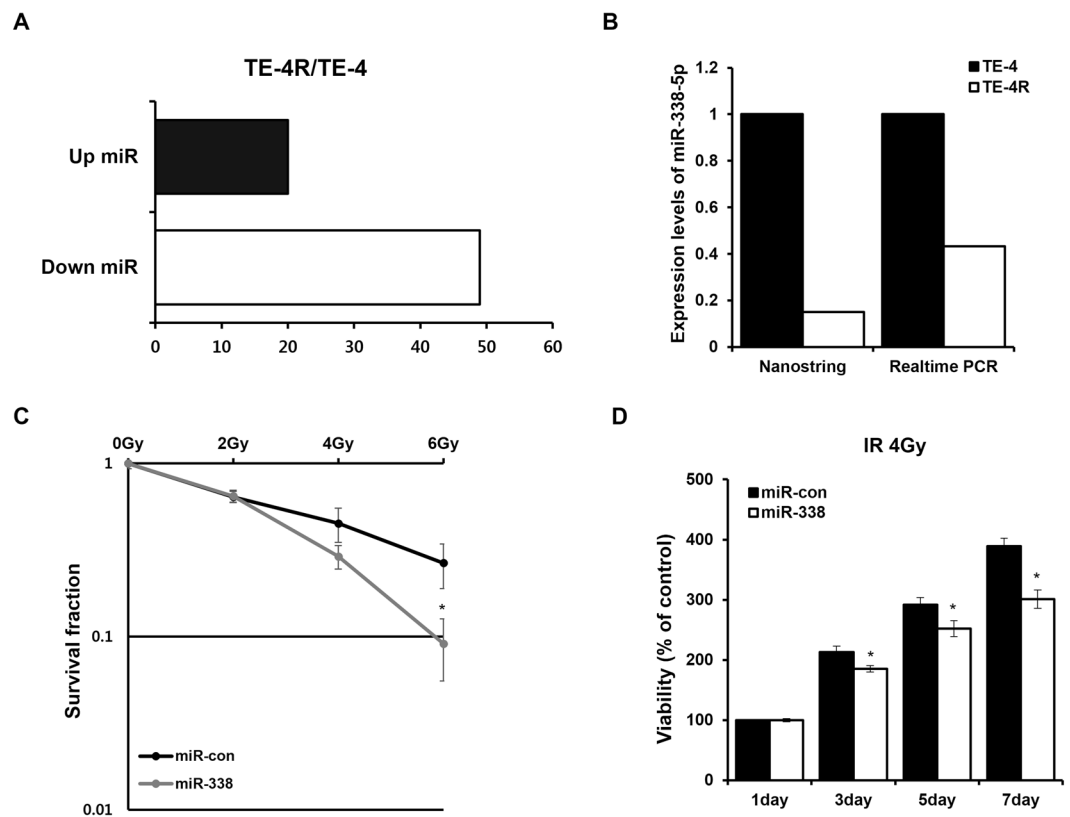 A
TE-4R/TE-4
Up miR
Down miR
0 10 20 30 40 50 60
B
Expression levels of miR-338-5p
1.2
1
0.8
0.6
0.4
0.2
0
TE-4
TE-4R
Nanostring Realtime PCR
C
0Gy 2Gy 4Gy 6Gy
Survival fraction
1
0.1
0.01
*
miR-con
miR-338
D
IR 4Gy
Viability (% of control)
500
400
300
200
100
0
miR-con
miR-338
* * *
1day 3day 5day 7day